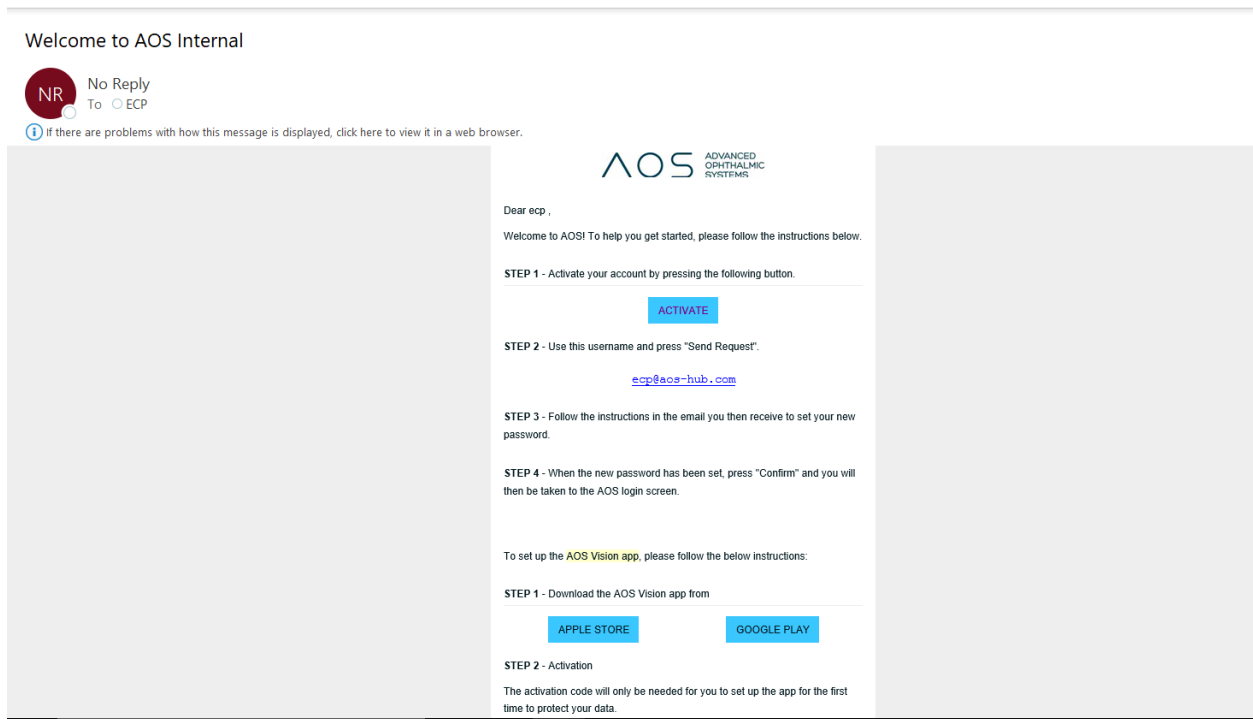 Welcome to AOS Internal
NR
No Reply
To ECP
If there are problems with how this message is displayed, click here to view it in a web browser.
AOS ADVANCED
OPHTHALMIC
SYSTEMS
Dear ecp ,
Welcome to AOS! To help you get started, please follow the instructions below.
STEP 1 - Activate your account by pressing the following button.
ACTIVATE
STEP 2 - Use this username and press "Send Request".
ecp@aos-hub.com
STEP 3 - Follow the instructions in the email you then receive to set your new
password.
STEP 4 - When the new password has been set, press "Confirm" and you will
then be taken to the AOS login screen.
To set up the AOS Vision app, please follow the below instructions:
STEP 1 - Download the AOS Vision app from
APPLE STORE
GOOGLE PLAY
STEP 2 - Activation
The activation code will only be needed for you to set up the app for the first
time to protect your data.